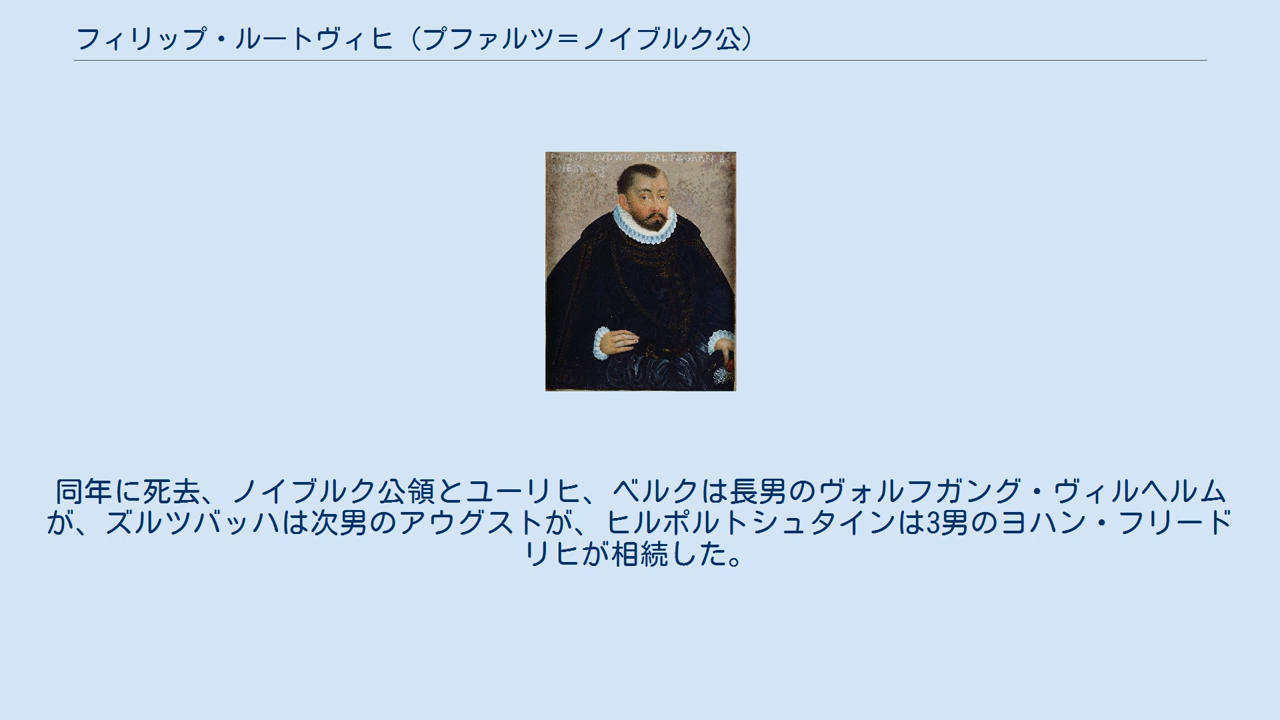 フィリップ・ルートヴィヒ（プファルツ＝ノイブルク公）
LVDWIG PFALTZGRAFF
同年に死去、ノイブルク公領とユーリヒ、ベルクは長男のヴォルフガング・ヴィルヘルム
が、ズルツバッハは次男のアウグストが、ヒルポルトシュタインは3男のヨハン・フリード
リヒが相続した。